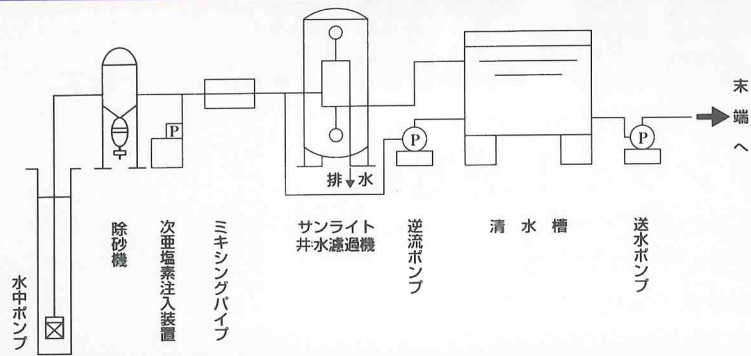 P
P
P
末端へ
排水
水中ポンプ
除砂機
次亜塩素注入装置
ミキシングパイプ
サンライト
井水濾過機
逆流ポンプ
清水槽
送水ポンプ